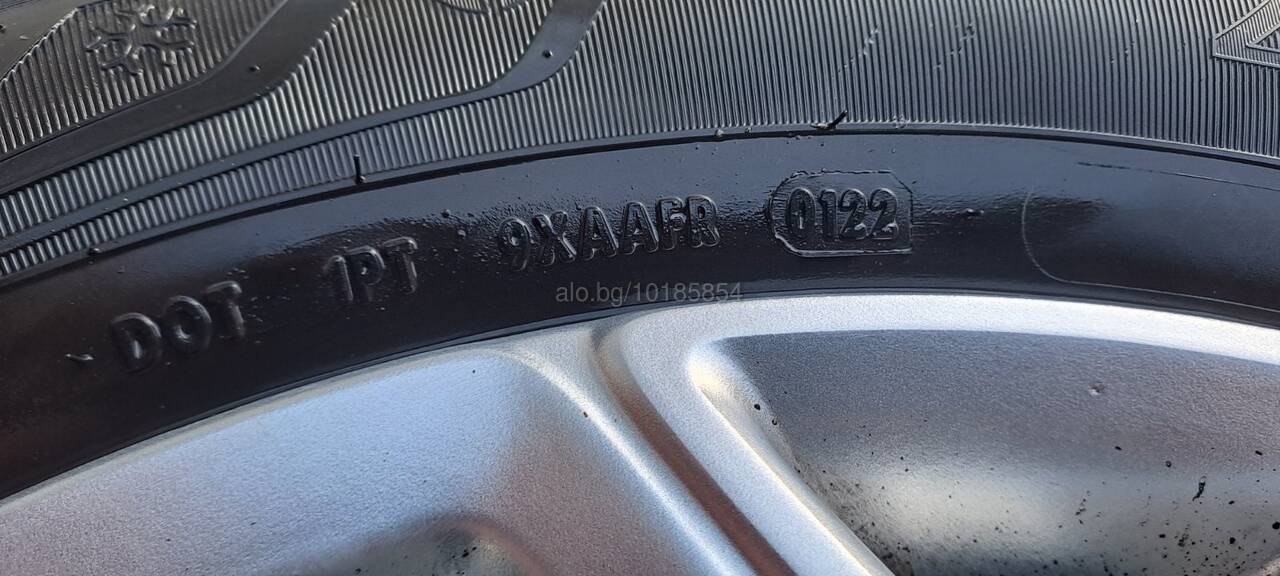 DOT 1PT 9XAAFR 0122
alo.bg/10185854